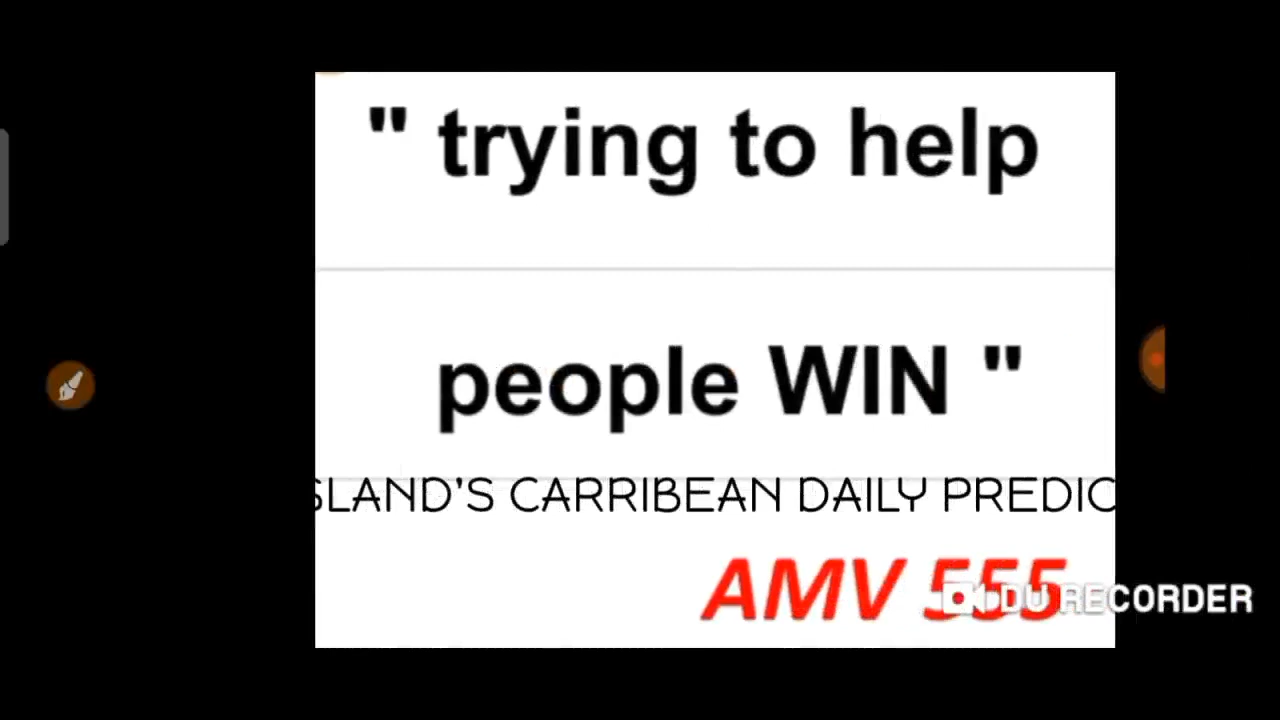 " trying to help
people WIN "
SLAND'S CARRIBEAN DAILY PREDIC
AMV 555
DU RECORDER